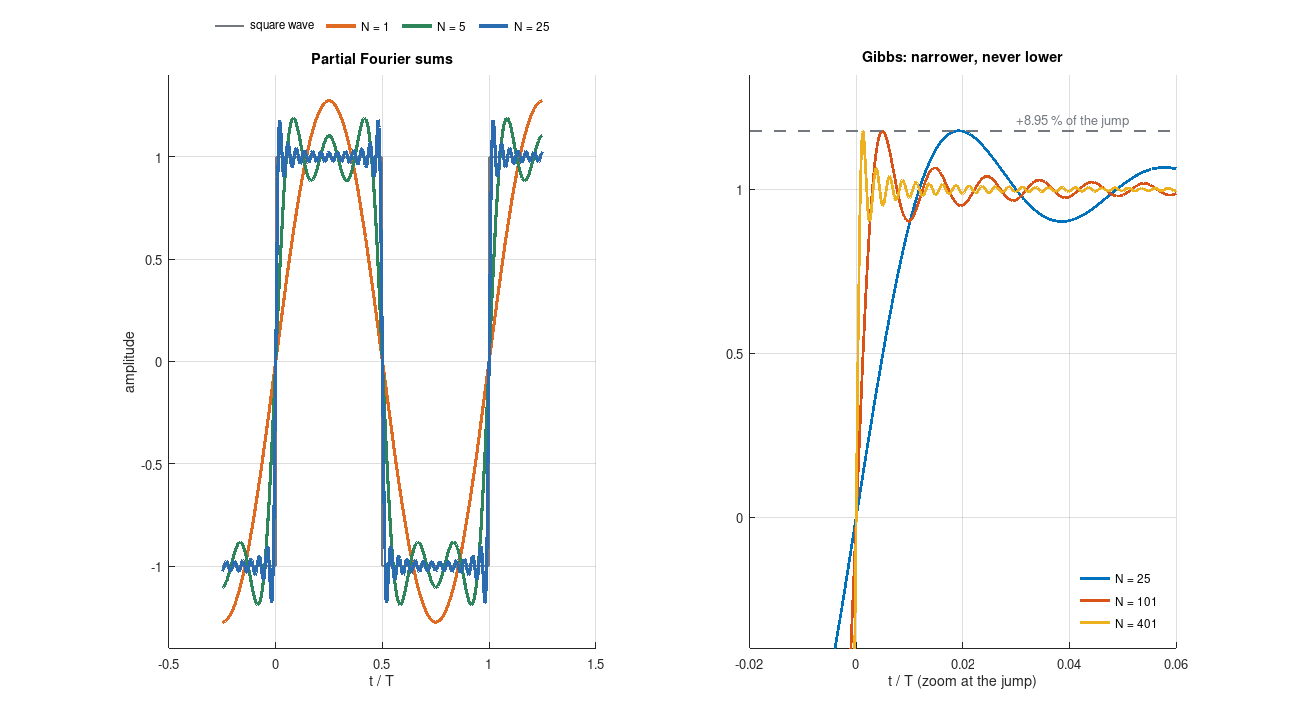 square wave N = 1 N = 5 N = 25
Partial Fourier sums
amplitude
1
0.5
0
-0.5
-1
-0.5 0 0.5 1 1.5
t / T
Gibbs: narrower, never lower
+8.95 % of the jump
1
0.5
0
N = 25
N = 101
N = 401
-0.02 0 0.02 0.04 0.06
t / T (zoom at the jump)